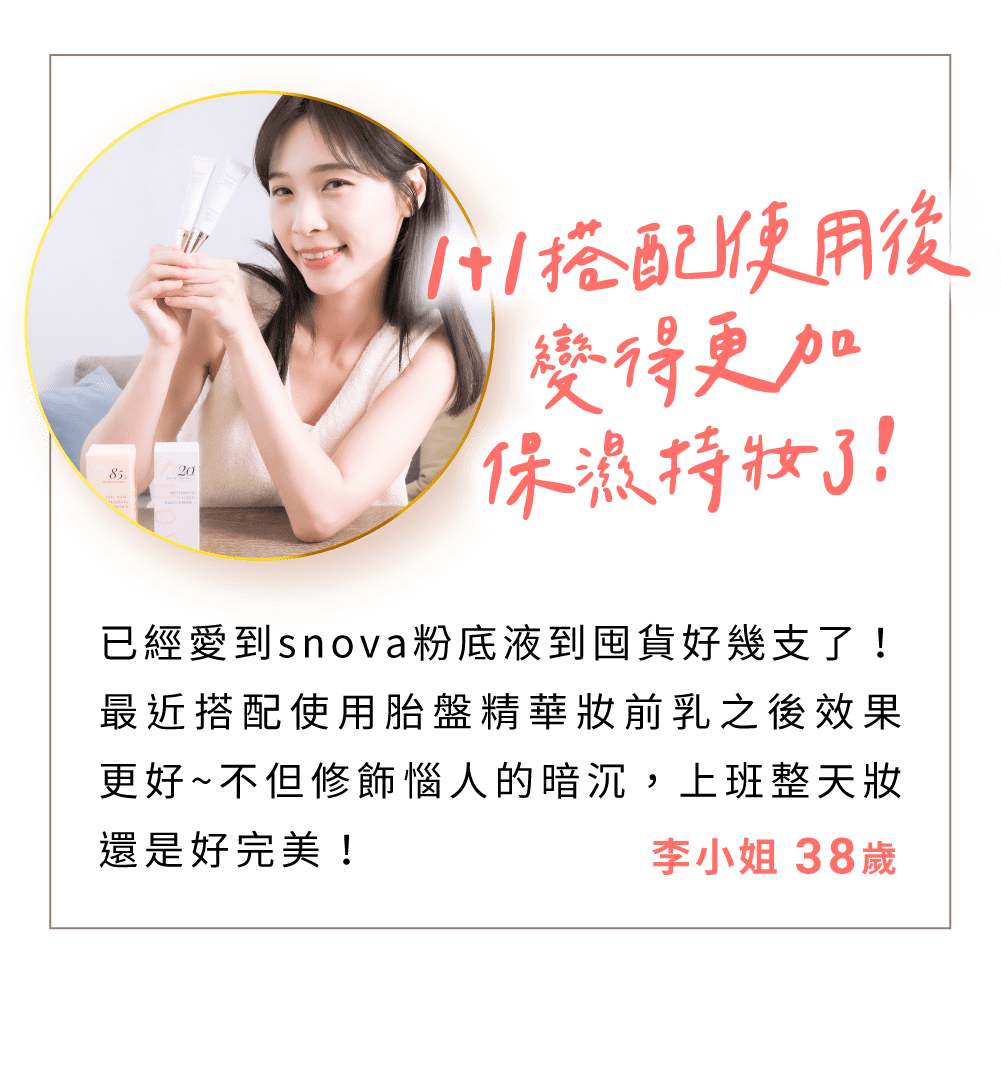 1+1搭配使用後
變得更加
保濕持妝了!
85
20
已經愛到snova粉底液到囤貨好幾支了！
最近搭配使用胎盤精華妝前乳之後效果
更好~不但修飾惱人的暗沉，上班整天妝
還是好完美！
李小姐 38歲